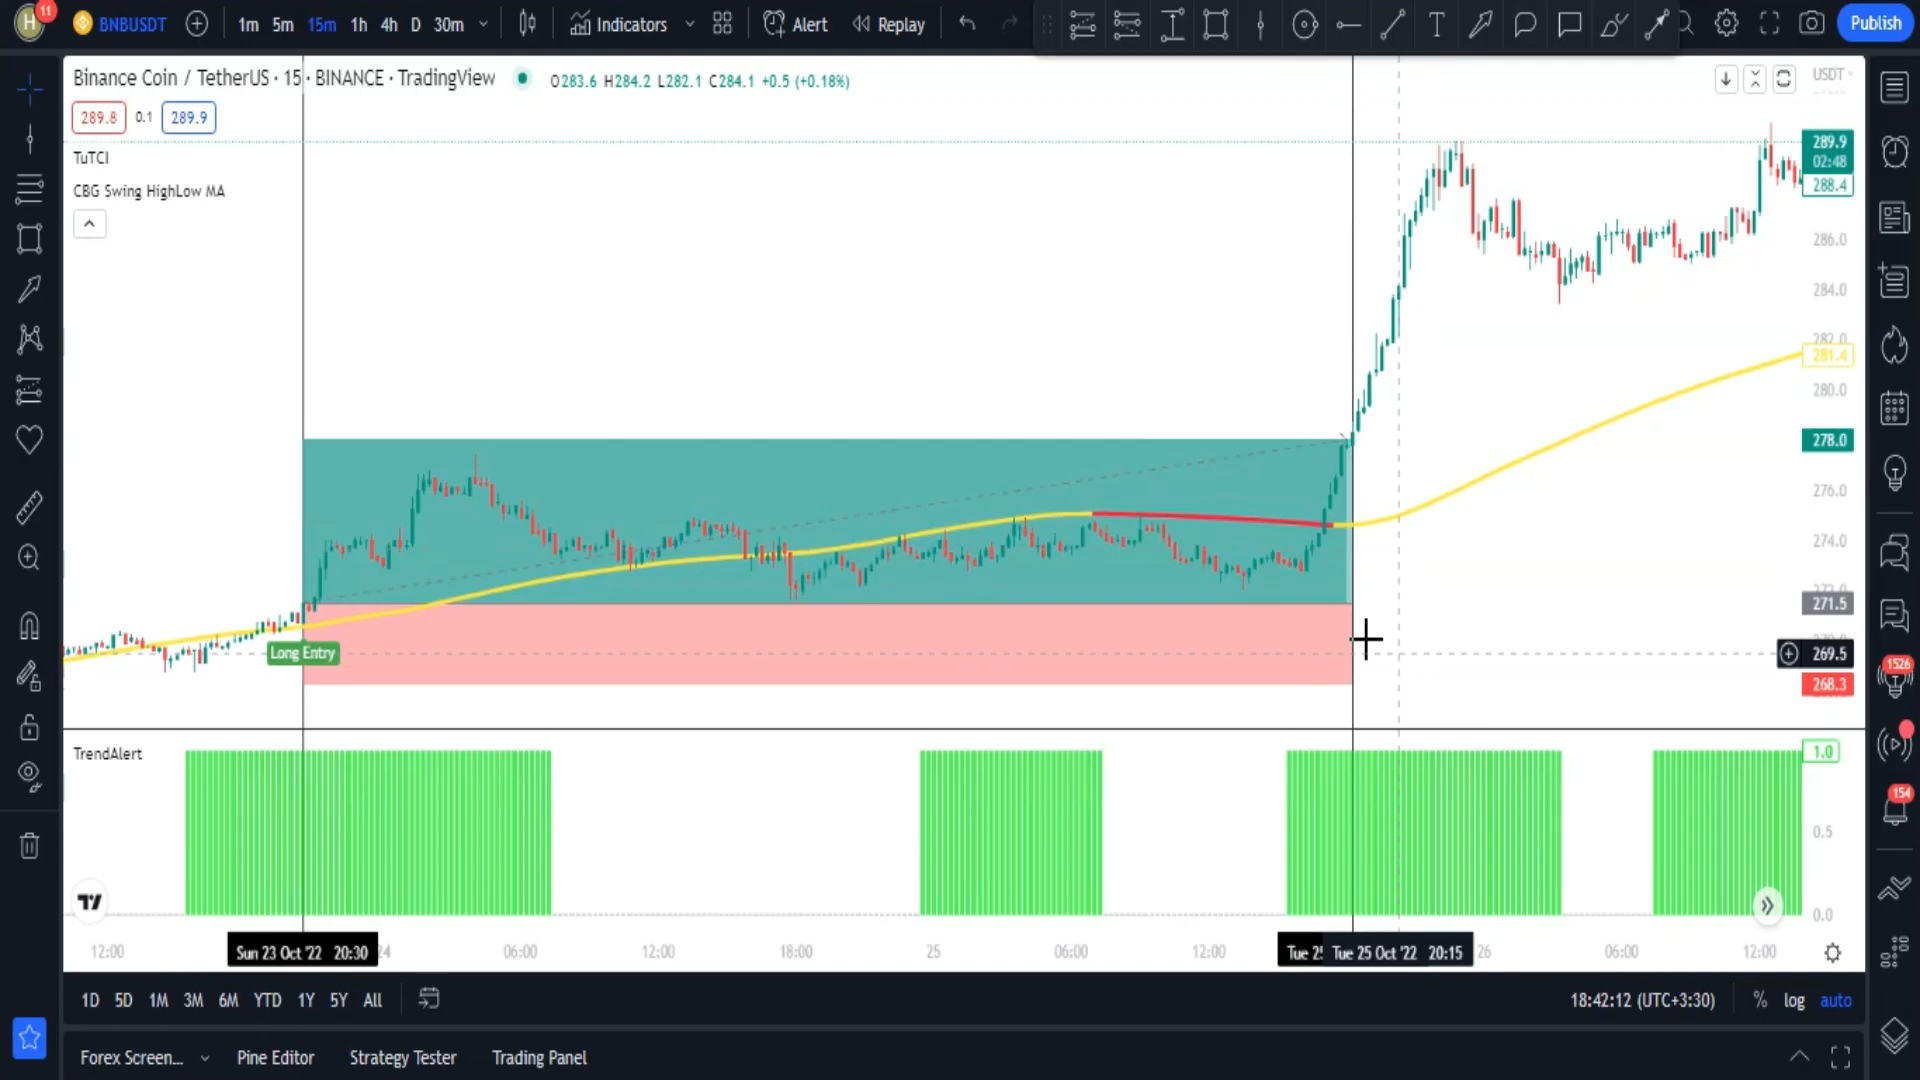 H 11 BNBUSDT 1m 5m 15m 1h 4h D 30m Indicators Alert Replay T Publish
Binance Coin / TetherUS · 15 · BINANCE · TradingView O283.6 H284.2 L282.1 C284.1 +0.5 (+0.18%) USDT
289.8 0.1 289.9
TuTCI
CBG Swing HighLow MA
289.9
02:48
288.4
286.0
284.0
282.0
281.4
280.0
278.0
276.0
274.0
271.5
Long Entry
269.5
268.3
1526
TrendAlert
1.0
154
0.5
0.0
12:00 Sun 23 Oct '22 20:30 24 06:00 12:00 18:00 25 06:00 12:00 Tue 25 Tue 25 Oct '22 20:15 26 06:00 12:00
1D 5D 1M 3M 6M YTD 1Y 5Y All 18:42:12 (UTC+3:30) % log auto
Forex Screen... Pine Editor Strategy Tester Trading Panel